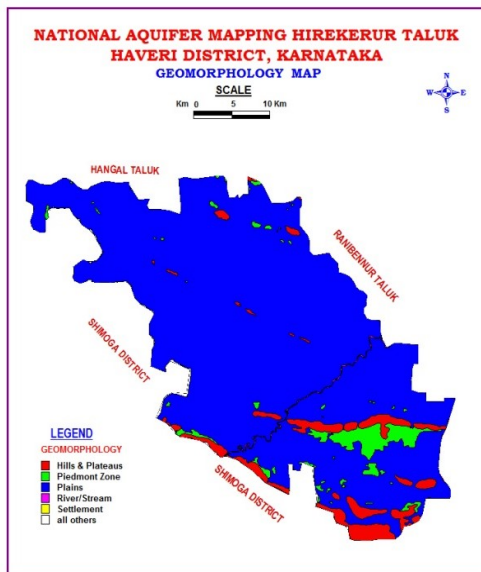 NATIONAL AQUIFER MAPPING HIREKERUR TALUK
HAVERI DISTRICT, KARNATAKA
GEOMORPHOLOGY MAP
SCALE
Km 0 5 10 Km
N
W E
S
HANGAL TALUK
RANIBENNUR TALUK
SHIMOGA DISTRICT
SHIMOGA DISTRICT
LEGEND
GEOMORPHOLOGY
Hills & Plateaus
Piedmont Zone
Plains
River/Stream
Settlement
all others